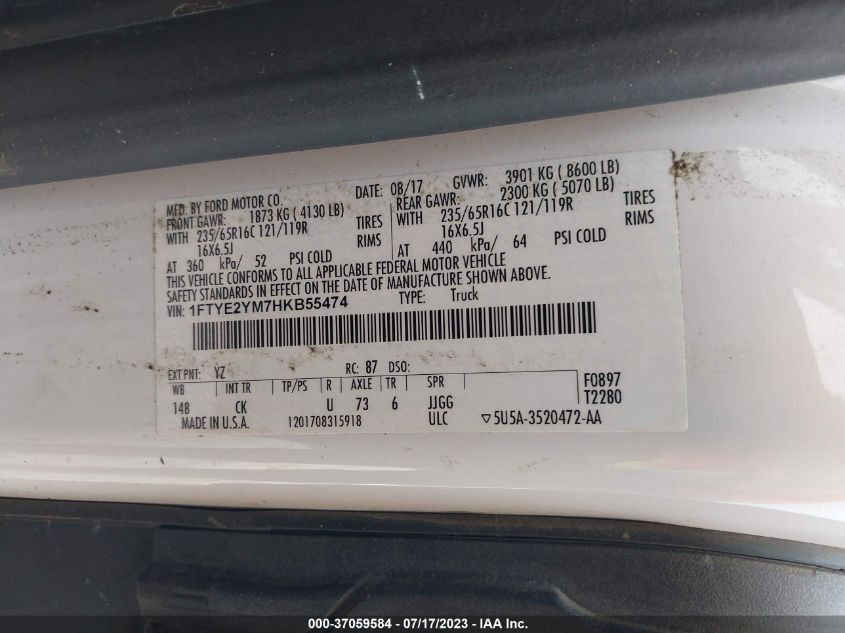 MFD. BY FORD MOTOR CO. DATE: 08/17 GVWR: 3901 KG ( 8600 LB)
FRONT GAWR: 1873 KG ( 4130 LB) REAR GAWR: 2300 KG ( 5070 LB)
WITH 235/65R16C 121/119R TIRES WITH 235/65R16C 121/119R TIRES
16X6.5J RIMS 16X6.5J RIMS
AT 360 kPa/ 52 PSI COLD AT 440 kPa/ 64 PSI COLD
THIS VEHICLE CONFORMS TO ALL APPLICABLE FEDERAL MOTOR VEHICLE
SAFETY STANDARDS IN EFFECT ON THE DATE OF MANUFACTURE SHOWN ABOVE.
VIN: 1FTYE2YM7HKB55474 TYPE: Truck
EXT PNT: YZ RC: 87 DSO:
WB INT TR TP/PS R AXLE TR SPR F0897
148 CK U 73 6 JJGG T2280
MADE IN U.S.A. 1201708315918 ULC ▽5U5A-3520472-AA
000-37059584 - 07/17/2023 - IAA Inc.